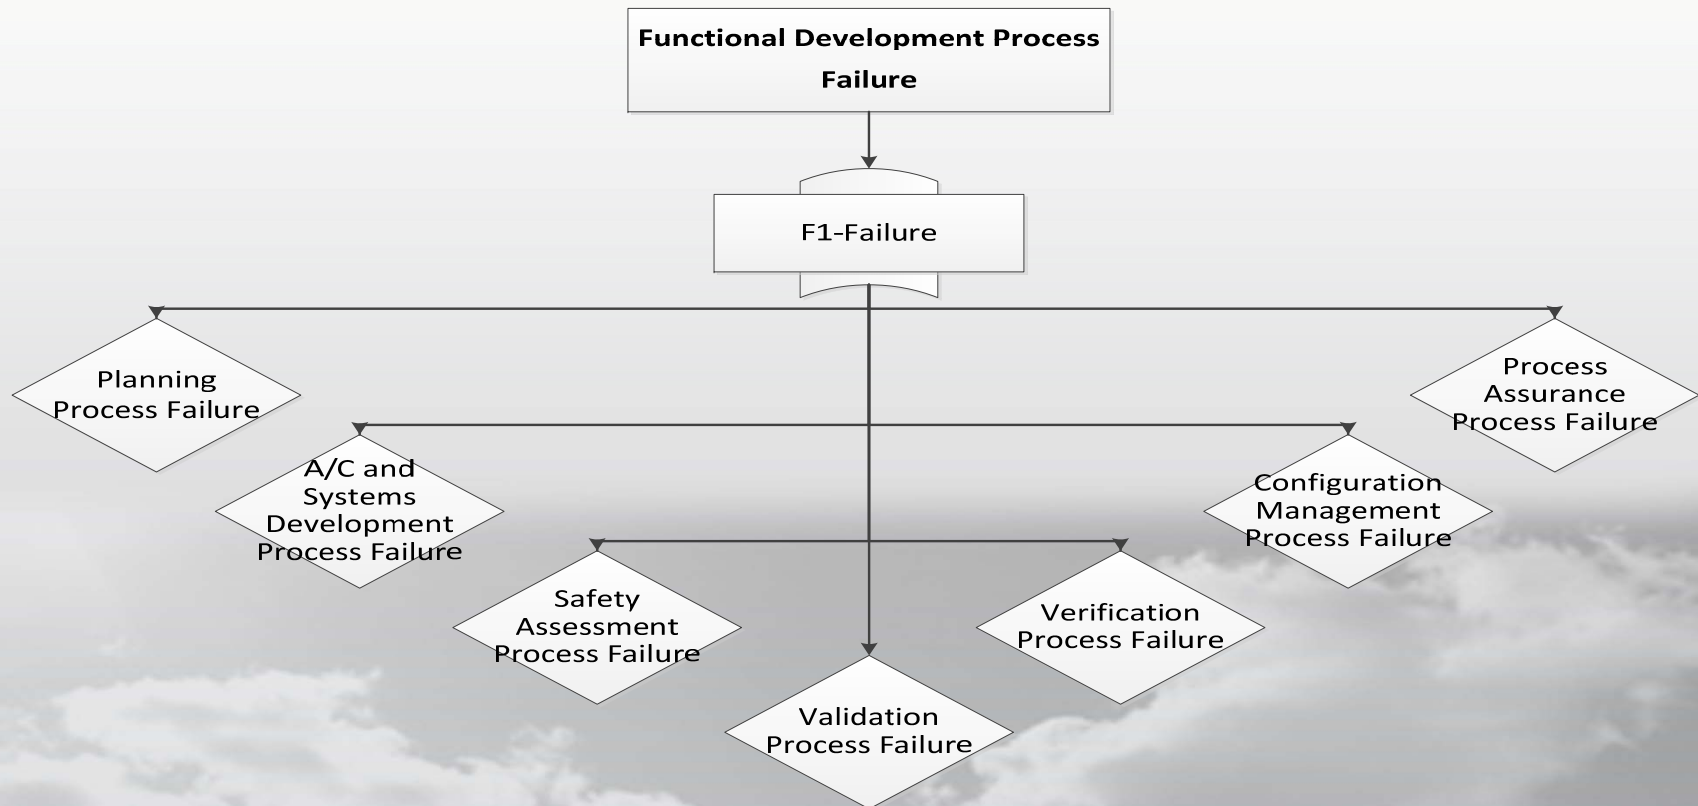 Functional Development Process
Failure
F1-Failure
Planning
Process Failure
Process
Assurance
Process Failure
A/C and
Systems
Development
Process Failure
Configuration
Management
Process Failure
Safety
Assessment
Process Failure
Verification
Process Failure
Validation
Process Failure